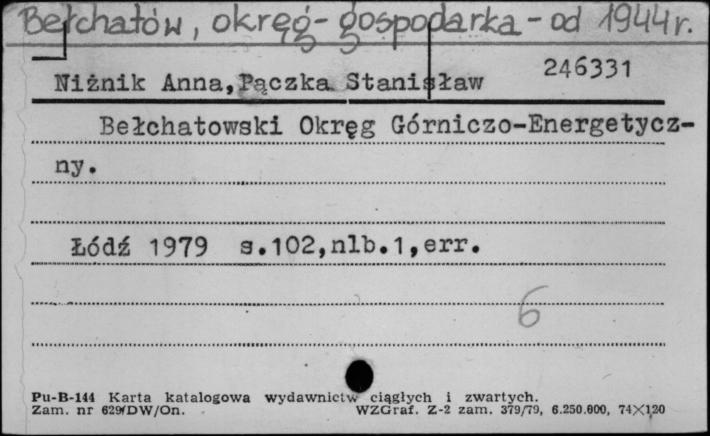 Bełchatów, okręg - gospodarka - od 1944 r.
246331
Niżnik Anna, Pączka Stanisław
Bełchatowski Okręg Górniczo-Energetycz-
ny.
Łódź 1979 s.102,nlb.1,err.
6
Pu-B-144 Karta katalogowa wydawnictw ciągłych i zwartych.
Zam. nr 629/DW/On. WZGraf. Z-2 zam. 379/79, 6.250.000, 74×120